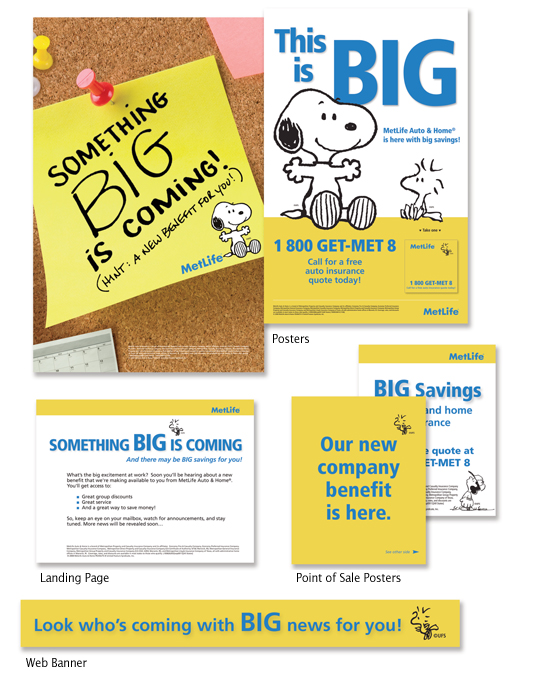 SOMETHING
BIG
is COMING!
(HINT: A NEW BENEFIT FOR YOU!)
MetLife
This
is BIG
MetLife Auto & Home®
is here with big savings!
• Take one •
1 800 GET-MET 8
Call for a free
auto insurance
quote today!
MetLife
1 800 GET-MET 8
Call for a free auto insurance quote today!
MetLife
Posters
MetLife
SOMETHING BIG IS COMING
And there may be BIG savings for you!
What's the big excitement at work? Soon you'll be hearing about a new
benefit that we're making available to you from MetLife Auto & Home®.
You'll get access to:
Great group discounts
Great service
And a great way to save money!
So, keep an eye on your mailbox, watch for announcements, and stay
tuned. More news will be revealed soon...
Landing Page
MetLife
BIG Savings
and home
rance
quote at
ET-MET 8
Our new
company
benefit
is here.
See other side
Point of Sale Posters
Look who's coming with BIG news for you!
©UFS
Web Banner